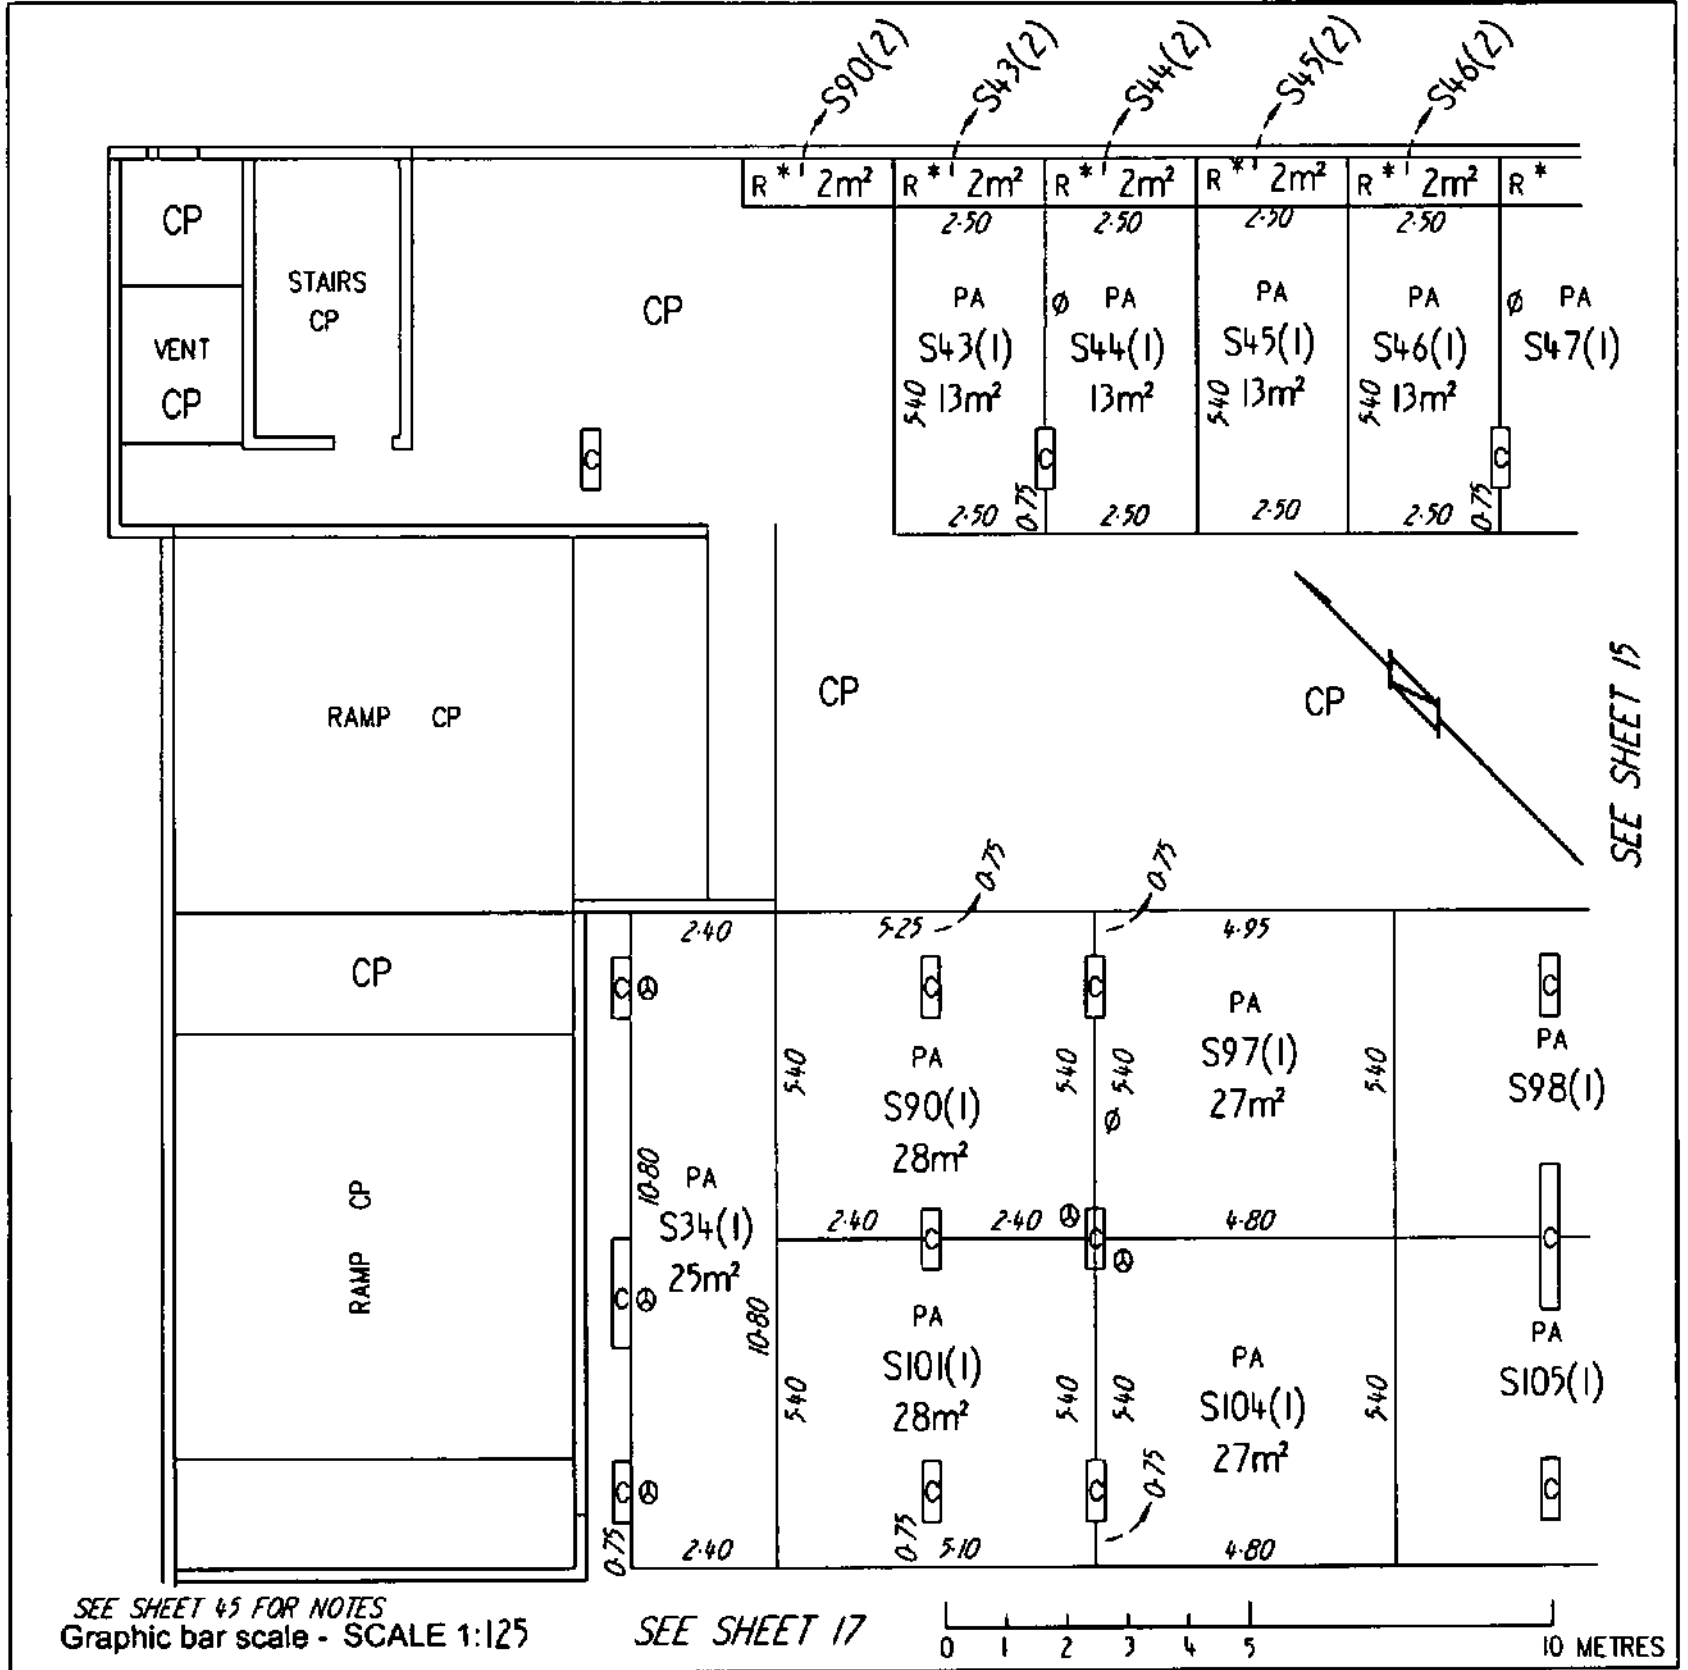 S90(2) S43(2) S44(2) S45(2) S46(2)
R * 2m² R * 2m² R * 2m² R * 2m² R * 2m² R *
2·50 2·50 2·50 2·50
CP
STAIRS
CP
VENT
CP
CP
C
PA
S43(1)
13m²
5·40
2·50
0·75
C
Ø PA
S44(1)
13m²
2·50
PA
S45(1)
13m²
5·40
2·50
PA
S46(1)
13m²
5·40
2·50
0·75
C
Ø PA
S47(1)
RAMP CP
CP
CP
SEE SHEET 15
0·75
0·75
2·40
5·25
4·95
CP
C
C
C
C
5·40
PA
S90(1)
28m²
5·40
5·40
Ø
PA
S97(1)
27m²
5·40
PA
S98(1)
RAMP CP
10·80
PA
S34(1)
25m²
10·80
2·40
2·40
4·80
C
C
C
C
5·40
PA
S101(1)
28m²
5·40
5·40
PA
S104(1)
27m²
5·40
PA
S105(1)
C
C
C
C
0·75
2·40
0·75
5·10
0·75
4·80
SEE SHEET 45 FOR NOTES
Graphic bar scale - SCALE 1:125
SEE SHEET 17
0 1 2 3 4 5 10 METRES